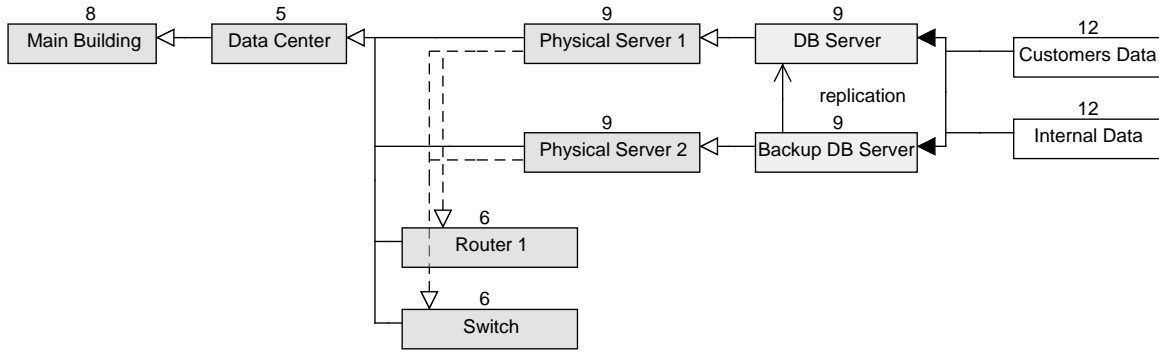 8
Main Building
5
Data Center
9
Physical Server 1
9
DB Server
12
Customers Data
replication
9
Physical Server 2
9
Backup DB Server
12
Internal Data
6
Router 1
6
Switch